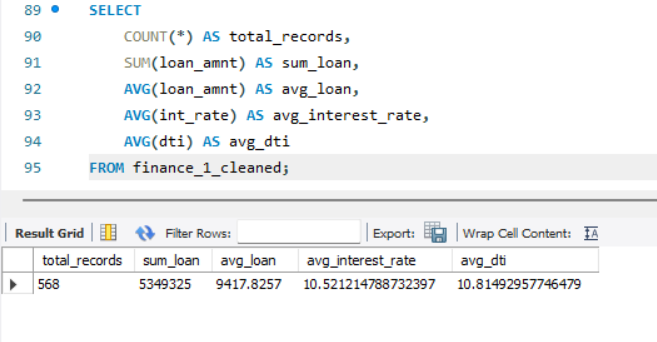 89 SELECT
90 COUNT(*) AS total_records,
91 SUM(loan_amnt) AS sum_loan,
92 AVG(loan_amnt) AS avg_loan,
93 AVG(int_rate) AS avg_interest_rate,
94 AVG(dti) AS avg_dti
95 FROM finance_1_cleaned;
Result Grid Filter Rows: Export: Wrap Cell Content: IA
total_records sum_loan avg_loan avg_interest_rate avg_dti
568 5349325 9417.8257 10.521214788732397 10.81492957746479